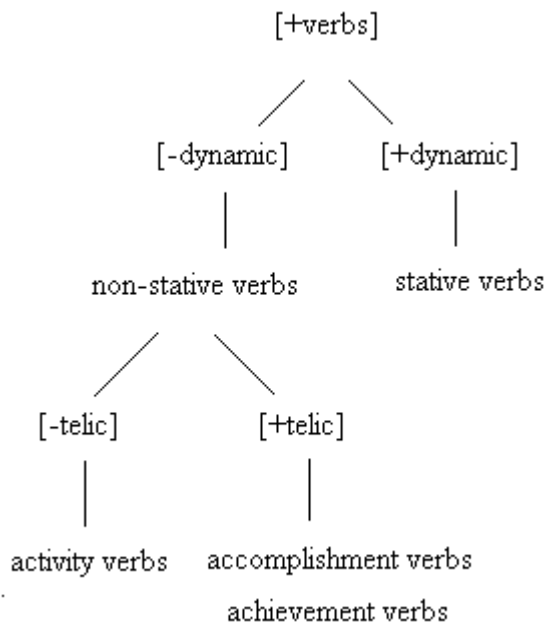 [+verbs]
[-dynamic] [+dynamic]
non-stative verbs stative verbs
[-telic] [+telic]
activity verbs accomplishment verbs
achievement verbs